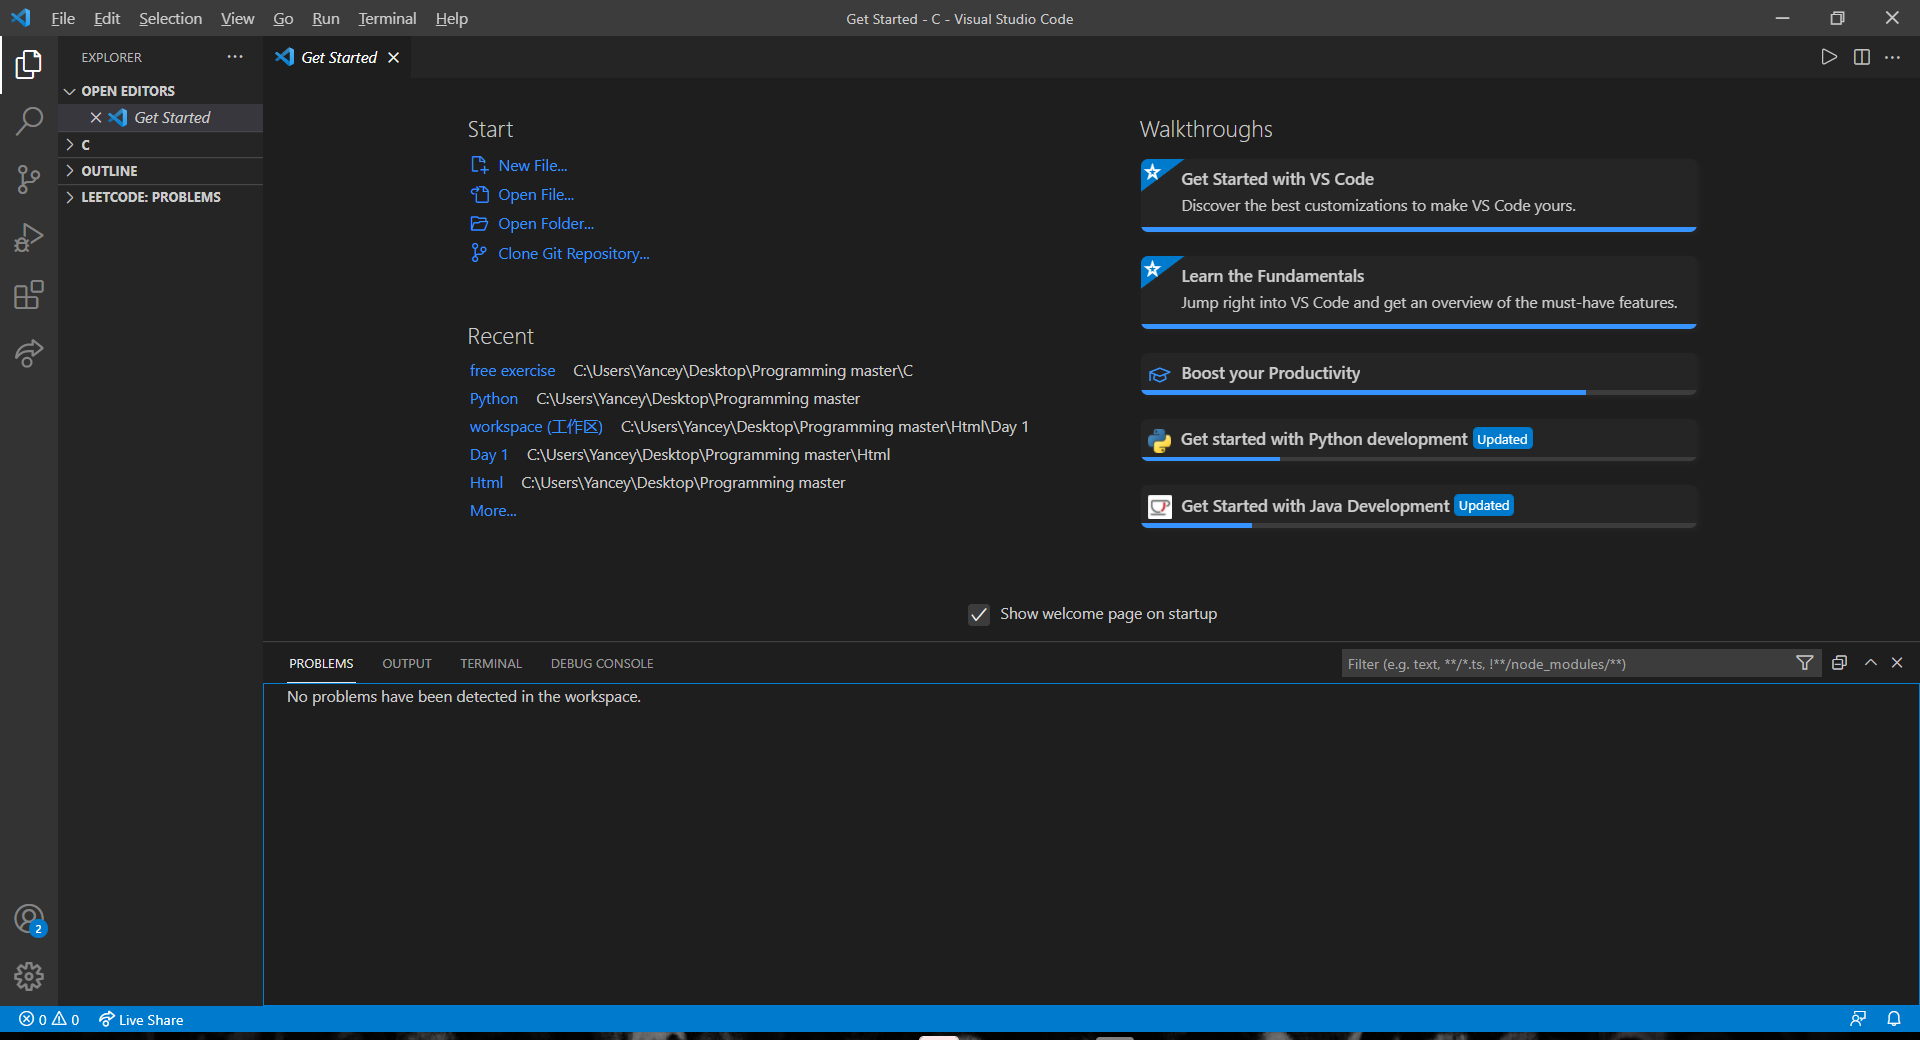 File Edit Selection View Go Run Terminal Help
Get Started - C - Visual Studio Code
EXPLORER
Get Started
OPEN EDITORS
Get Started
C
OUTLINE
LEETCODE: PROBLEMS
Start
New File...
Open File...
Open Folder...
Clone Git Repository...
Recent
free exercise C:\Users\Yancey\Desktop\Programming master\C
Python C:\Users\Yancey\Desktop\Programming master
workspace (工作区) C:\Users\Yancey\Desktop\Programming master\Html\Day 1
Day 1 C:\Users\Yancey\Desktop\Programming master\Html
Html C:\Users\Yancey\Desktop\Programming master
More...
Walkthroughs
Get Started with VS Code
Discover the best customizations to make VS Code yours.
Learn the Fundamentals
Jump right into VS Code and get an overview of the must-have features.
Boost your Productivity
Get started with Python development Updated
Get Started with Java Development Updated
Show welcome page on startup
PROBLEMS OUTPUT TERMINAL DEBUG CONSOLE
Filter (e.g. text, **/*.ts, !**/node_modules/**)
No problems have been detected in the workspace.
2
0 0 Live Share